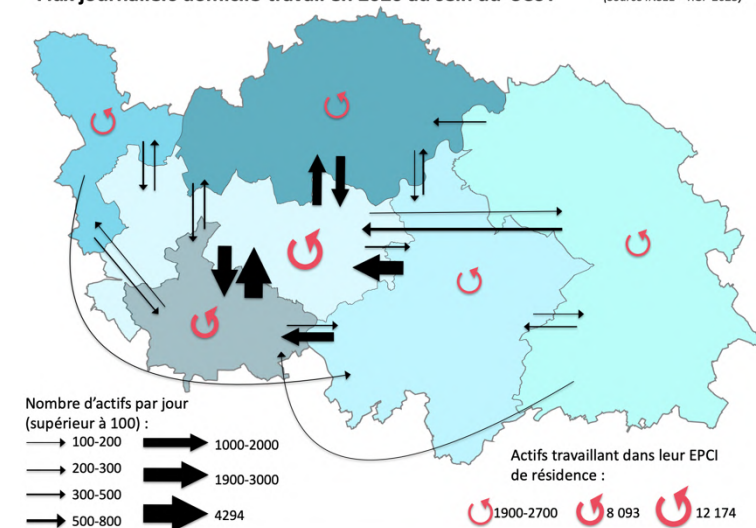 Nombre d'actifs par jour
(supérieur à 100) :
100-200
1000-2000
200-300
1900-3000
300-500
500-800
4294
Actifs travaillant dans leur EPCI
de résidence :
1900-2700
8 093
12 174